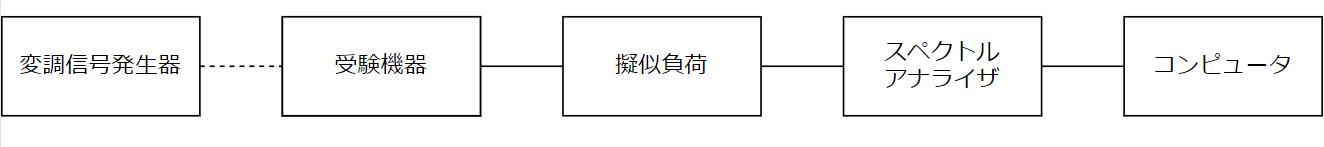 変調信号発生器
受験機器
擬似負荷
スペクトル
アナライザ
コンピュータ